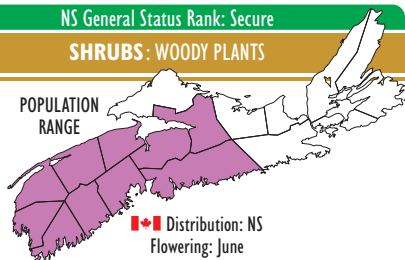 NS General Status Rank: Secure
SHRUBS: WOODY PLANTS
POPULATION
RANGE
Distribution: NS
Flowering: June